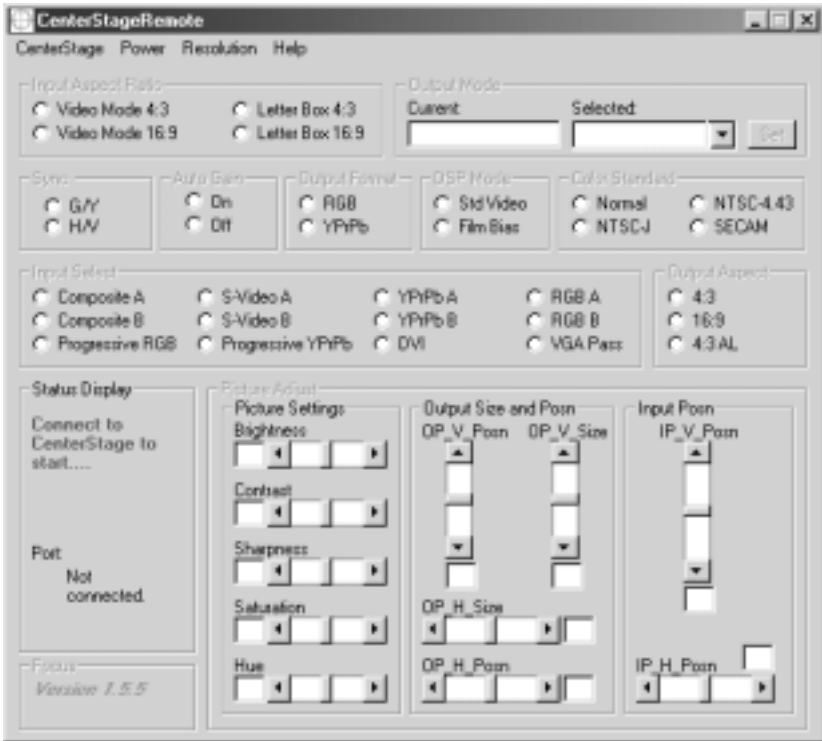 CenterStageRemote
CenterStage Power Resolution Help
Input Aspect Ratio
Video Mode 4:3 Letter Box 4:3
Video Mode 16:9 Letter Box 16:9
Output Mode
Current: Selected:
Set
Sync
G/Y
H/V
Auto Gain
On
Off
Output Format
RGB
YPrPb
DSP Mode
Std Video
Film Bias
Color Standard
Normal NTSC-4.43
NTSC-J SECAM
Input Select
Composite A S-Video A YPrPb A RGB A
Composite B S-Video B YPrPb B RGB B
Progressive RGB Progressive YPrPb DVI VGA Pass
Output Aspect
4:3
16:9
4:3 AL
Status Display
Connect to
CenterStage to
start....
Port:
Not
connected.
Focus
Version 1.5.5
Picture Adjust
Picture Settings
Brightness
Contrast
Sharpness
Saturation
Hue
Output Size and Posn
OP_V_Posn OP_V_Size
OP_H_Size
OP_H_Posn
Input Posn
IP_V_Posn
IP_H_Posn